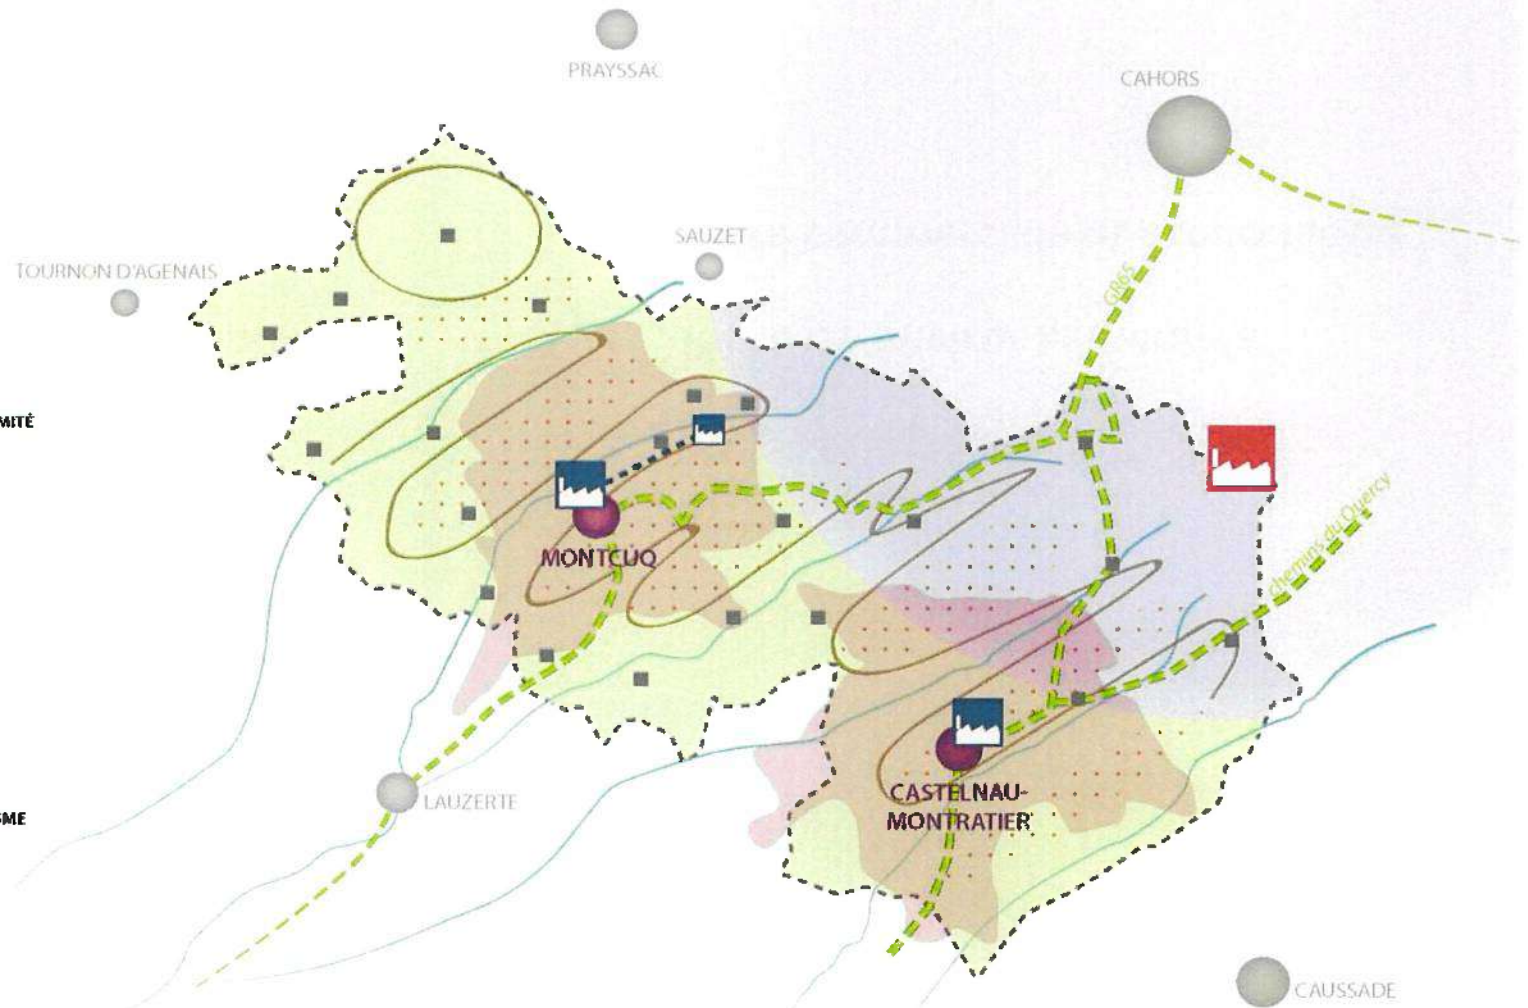 PRAYSSAC
CAHORS
SAUZET
TOURNON D'AGENAIS
GR65
MITÉ
chemins du Quercy
MONTCUQ
LAUZERTE
SME
CASTELNAU-
MONTRATIER
CAUSSADE